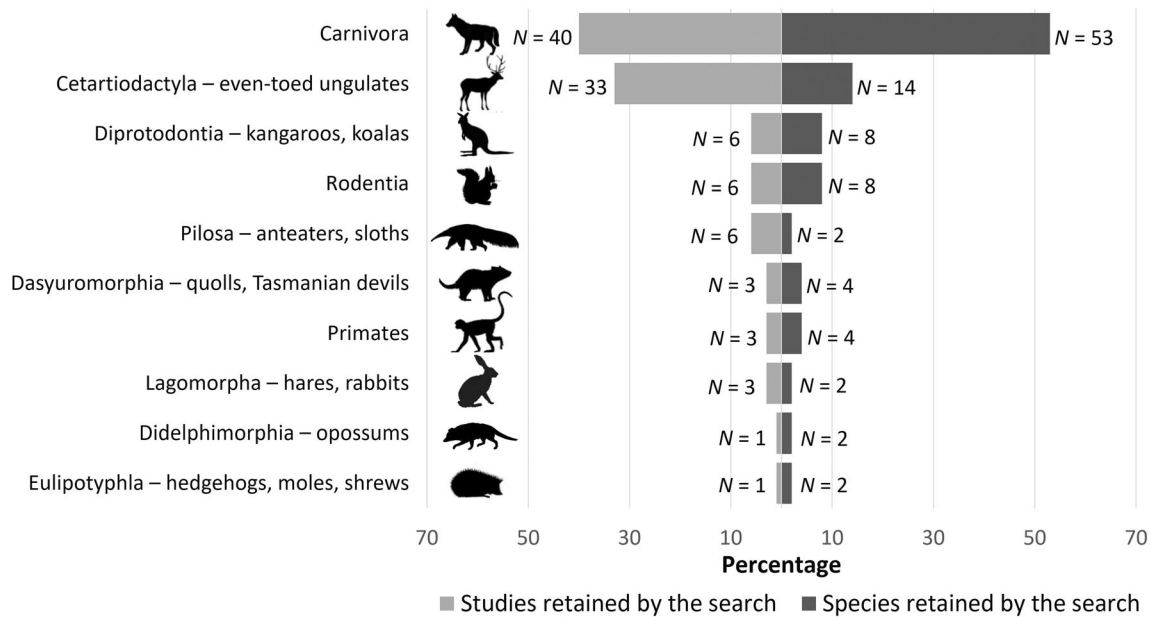 Carnivora N = 40 N = 53
Cetartiodactyla – even-toed ungulates N = 33 N = 14
Diprotodontia – kangaroos, koalas N = 6 N = 8
Rodentia N = 6 N = 8
Pilosa – anteaters, sloths N = 6 N = 2
Dasyuromorphia – quolls, Tasmanian devils N = 3 N = 4
Primates N = 3 N = 4
Lagomorpha – hares, rabbits N = 3 N = 2
Didelphimorphia – opossums N = 1 N = 2
Eulipotyphla – hedgehogs, moles, shrews N = 1 N = 2
70 50 30 10 10 30 50 70
Percentage
Studies retained by the search Species retained by the search